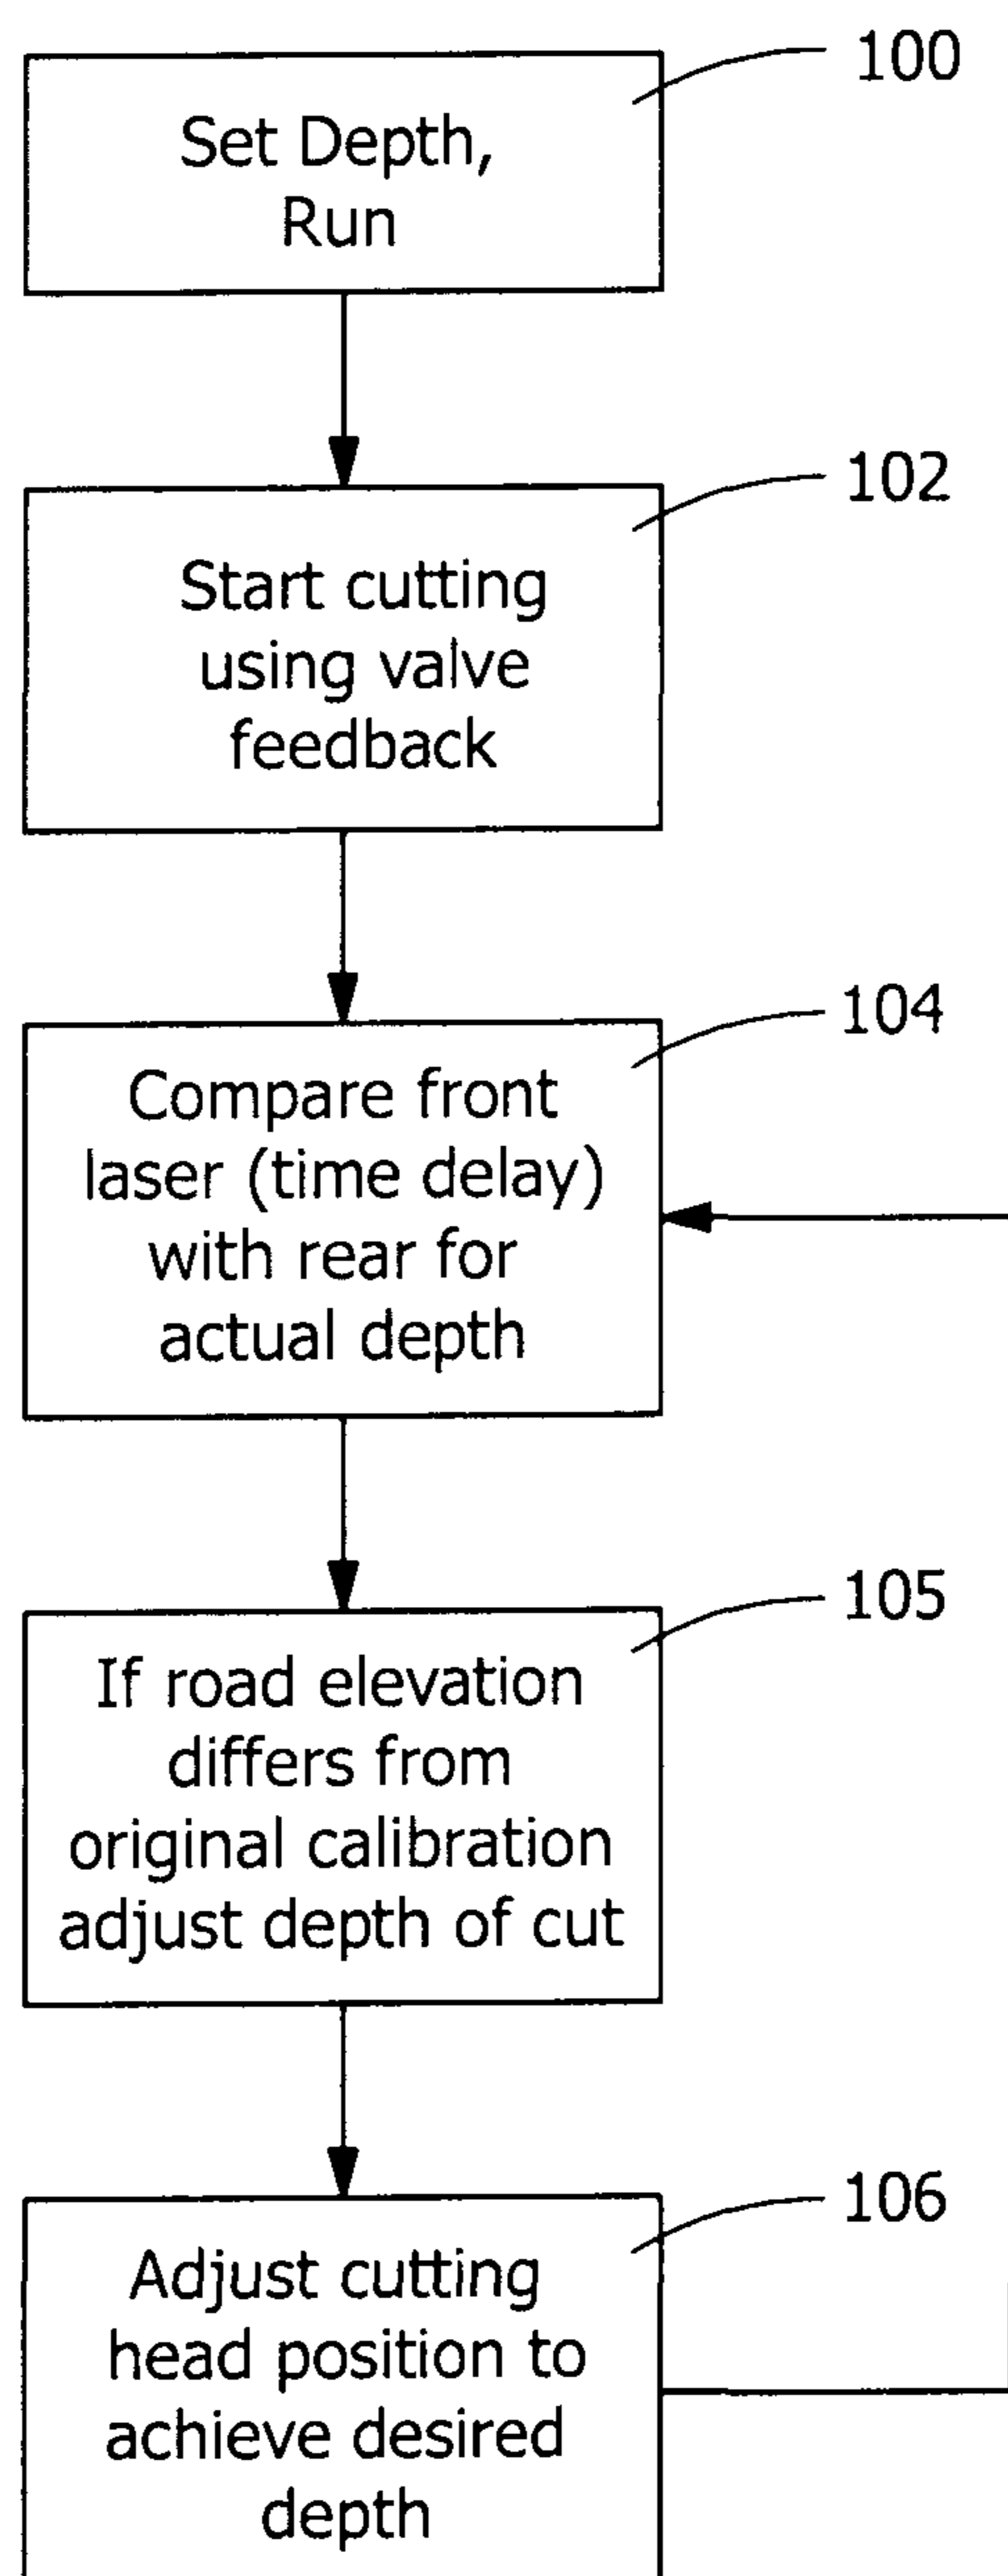 100
Set Depth,
Run
102
Start cutting
using valve
feedback
104
Compare front
laser (time delay)
with rear for
actual depth
105
If road elevation
differs from
original calibration
adjust depth of cut
106
Adjust cutting
head position to
achieve desired
depth